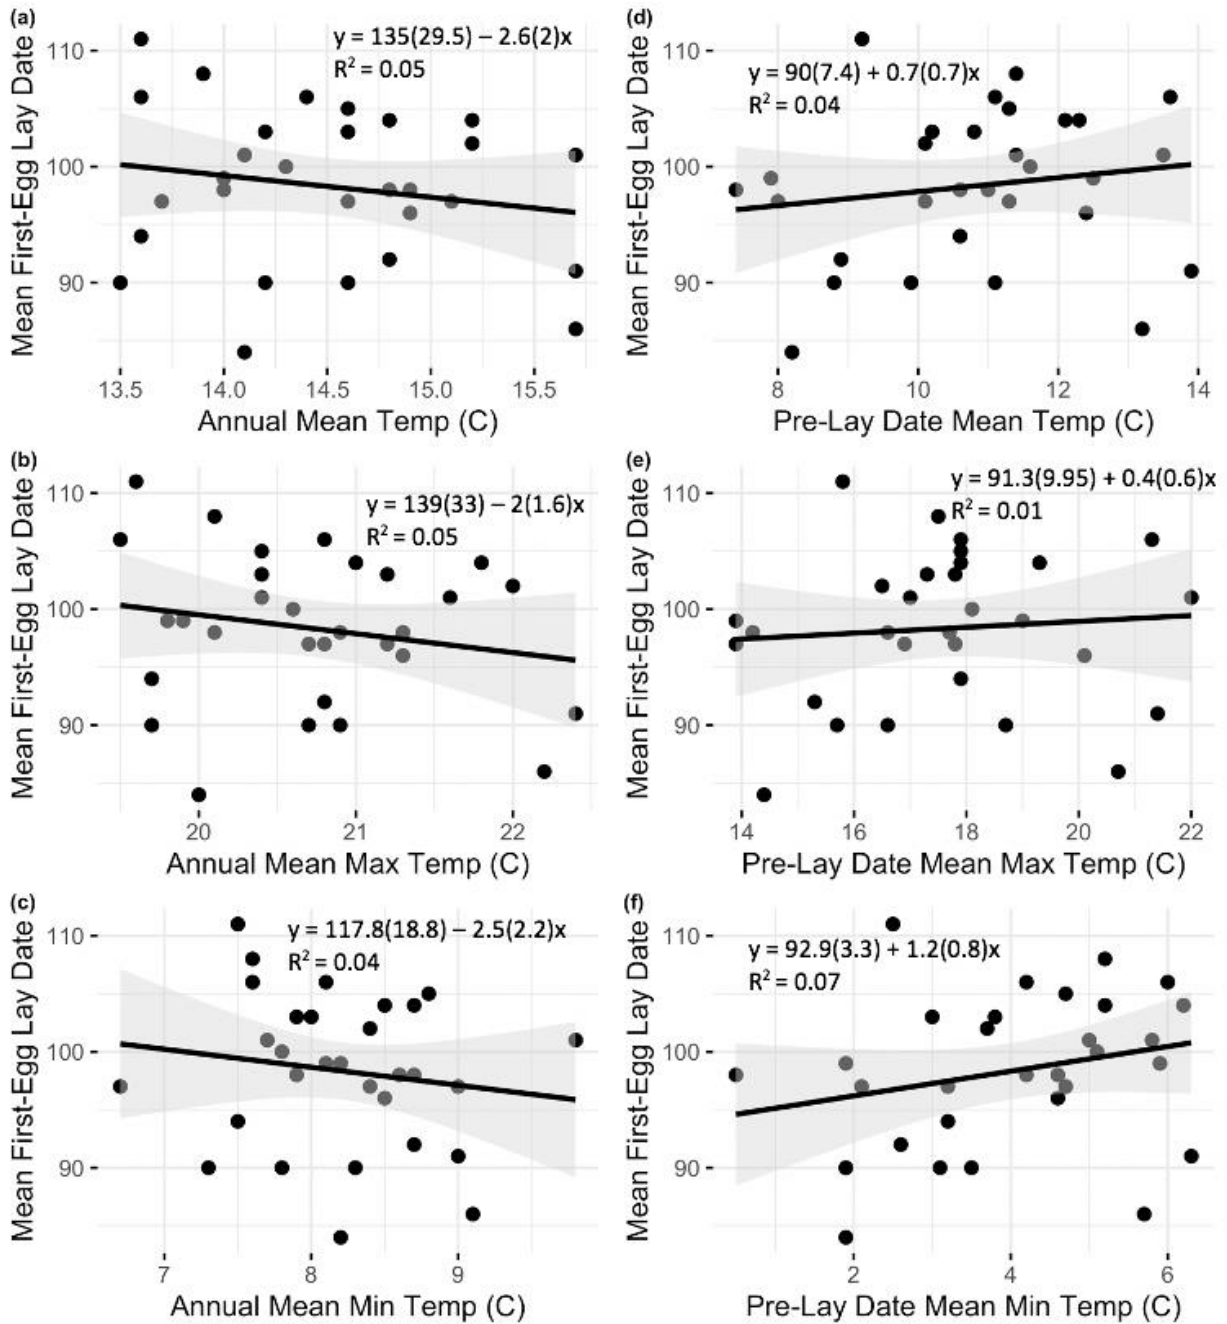 (a)
y = 135(29.5) − 2.6(2)x
R² = 0.05
110
100
90
Mean First-Egg Lay Date
13.5 14.0 14.5 15.0 15.5
Annual Mean Temp (C)
(d)
y = 90(7.4) + 0.7(0.7)x
R² = 0.04
110
100
90
Mean First-Egg Lay Date
8 10 12 14
Pre-Lay Date Mean Temp (C)
(b)
y = 139(33) − 2(1.6)x
R² = 0.05
110
100
90
Mean First-Egg Lay Date
20 21 22
Annual Mean Max Temp (C)
(e)
y = 91.3(9.95) + 0.4(0.6)x
R² = 0.01
110
100
90
Mean First-Egg Lay Date
14 16 18 20 22
Pre-Lay Date Mean Max Temp (C)
(c)
y = 117.8(18.8) − 2.5(2.2)x
R² = 0.04
110
100
90
Mean First-Egg Lay Date
7 8 9
Annual Mean Min Temp (C)
(f)
y = 92.9(3.3) + 1.2(0.8)x
R² = 0.07
110
100
90
Mean First-Egg Lay Date
2 4 6
Pre-Lay Date Mean Min Temp (C)